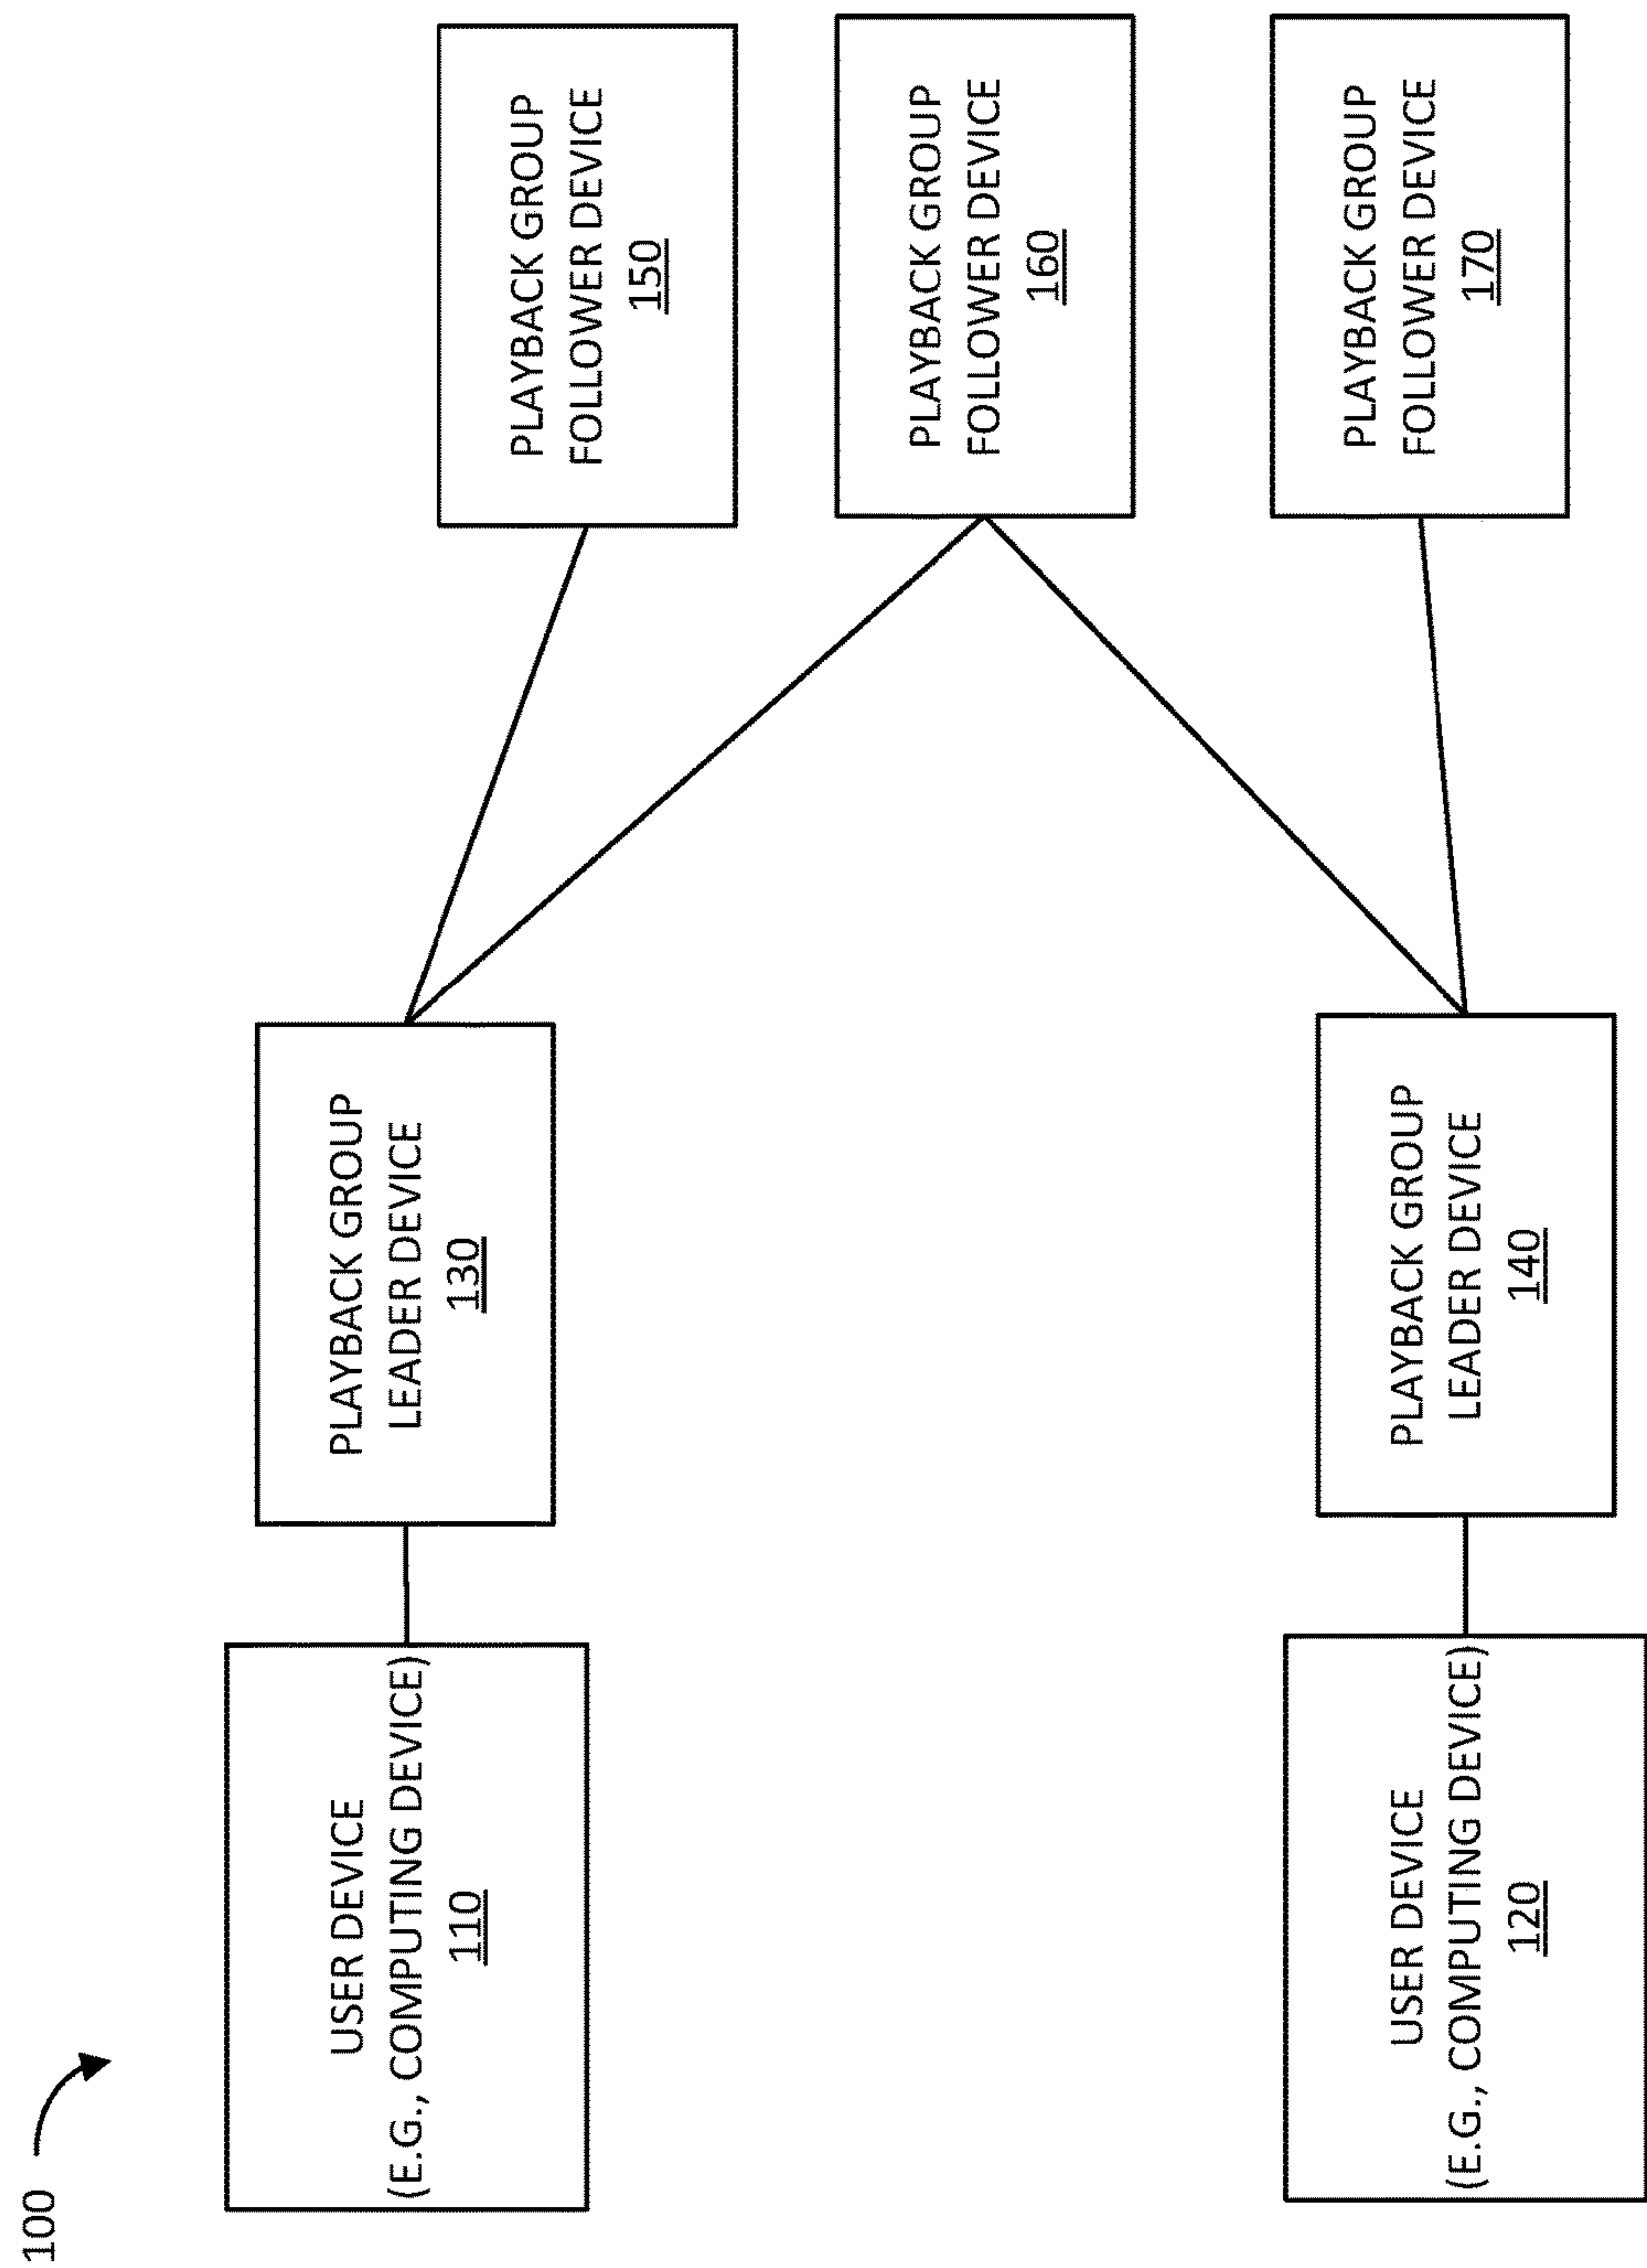 100
USER DEVICE
(E.G., COMPUTING DEVICE)
110
PLAYBACK GROUP
LEADER DEVICE
130
PLAYBACK GROUP
FOLLOWER DEVICE
150
PLAYBACK GROUP
FOLLOWER DEVICE
160
USER DEVICE
(E.G., COMPUTING DEVICE)
120
PLAYBACK GROUP
LEADER DEVICE
140
PLAYBACK GROUP
FOLLOWER DEVICE
170